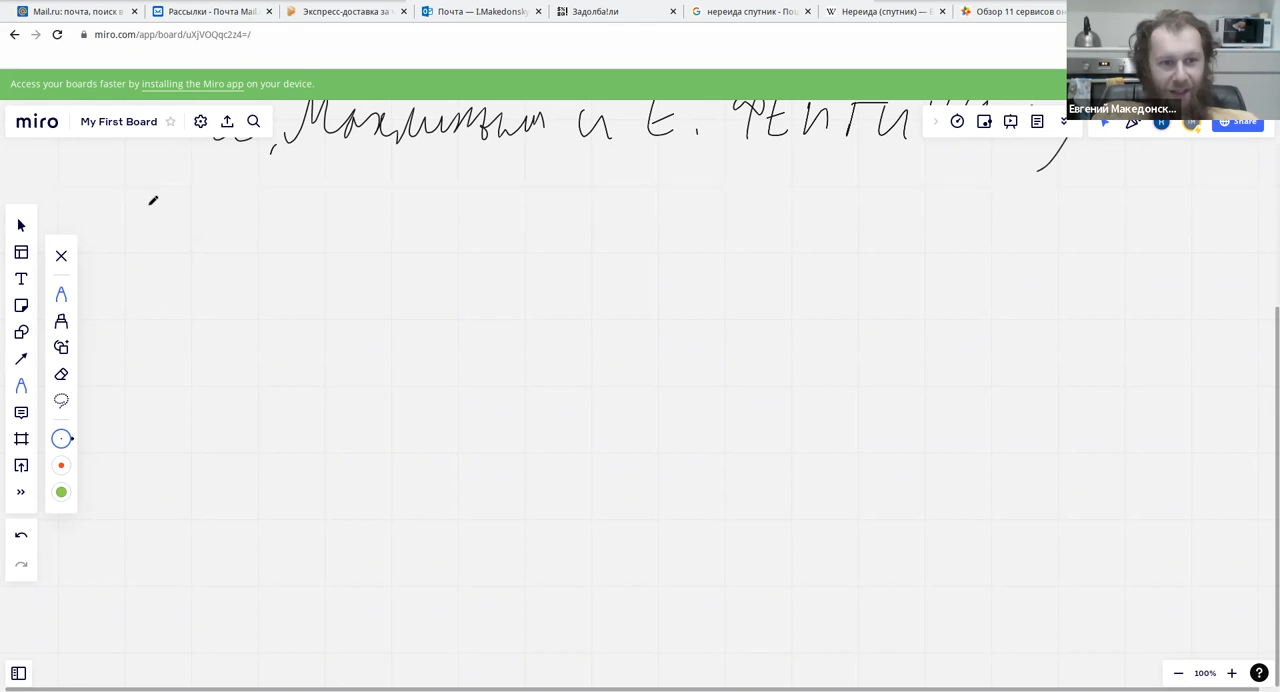 Mail.ru: почта, поиск в
Рассылки - Почта Mail.
Экспресс-доставка за
Почта — I.Makedonsky
Задолба!ли
нереида спутник - По
Нереида (спутник) — В
Обзор 11 сервисов он
miro.com/app/board/uXjVOQqc2z4=/
Access your boards faster by installing the Miro app on your device.
Евгений Македонск...
miro My First Board
Share
и Е.
100%